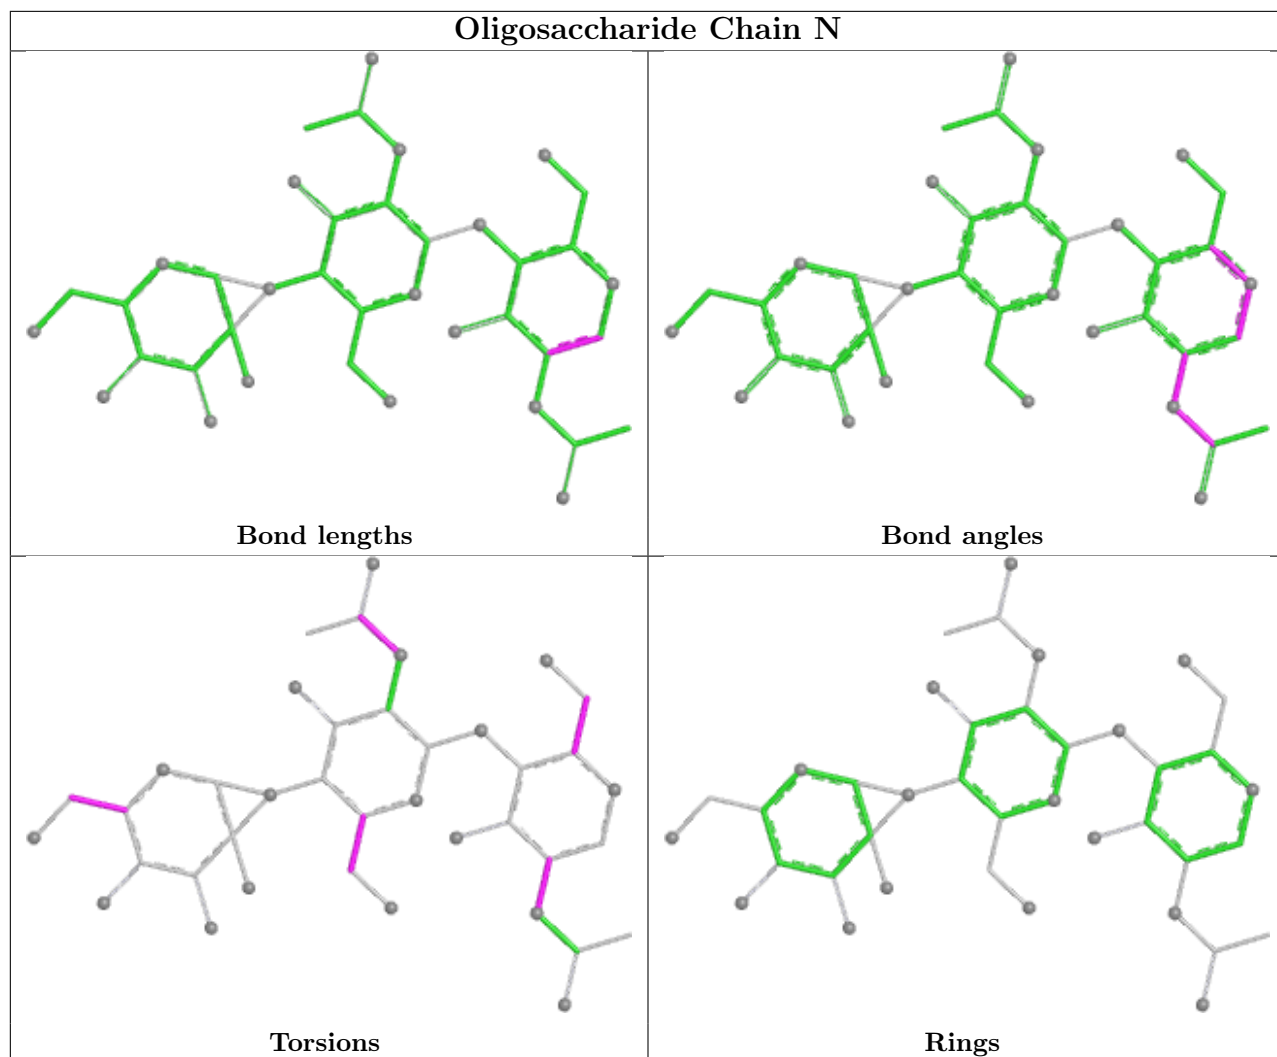 Oligosaccharide Chain N
Bond lengths
Bond angles
Torsions
Rings